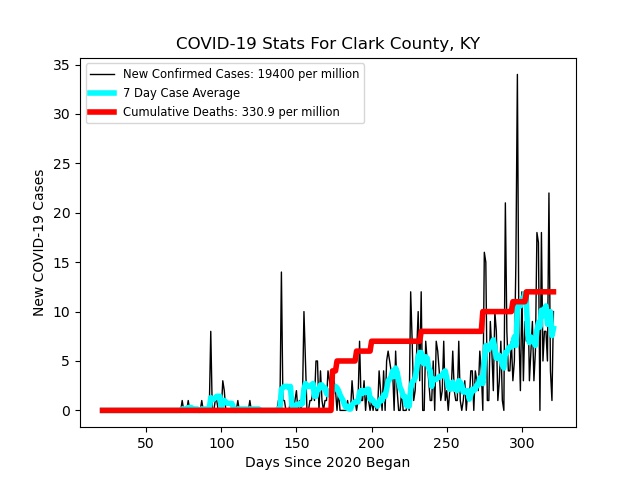 COVID-19 Stats For Clark County, KY
New Confirmed Cases: 19400 per million
7 Day Case Average
Cumulative Deaths: 330.9 per million
New COVID-19 Cases
35
30
25
20
15
10
5
0
50 100 150 200 250 300
Days Since 2020 Began